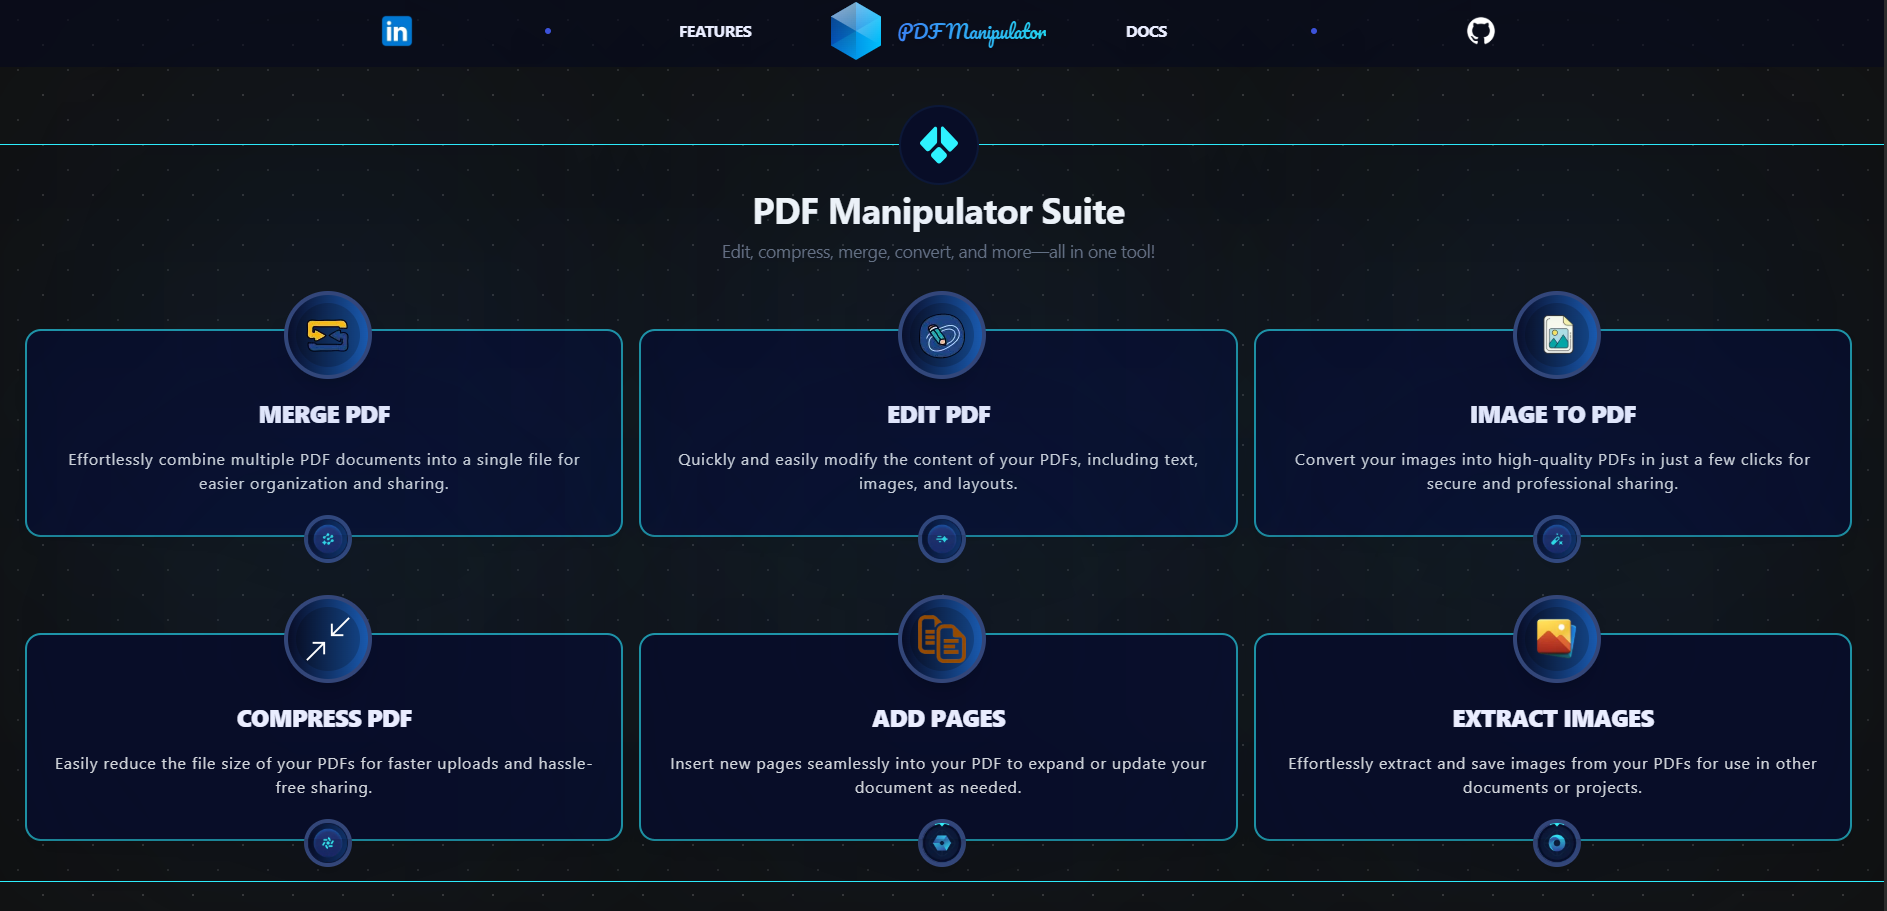 in
FEATURES
PDF Manipulator
DOCS
PDF Manipulator Suite
Edit, compress, merge, convert, and more—all in one tool!
MERGE PDF
Effortlessly combine multiple PDF documents into a single file for
easier organization and sharing.
EDIT PDF
Quickly and easily modify the content of your PDFs, including text,
images, and layouts.
IMAGE TO PDF
Convert your images into high-quality PDFs in just a few clicks for
secure and professional sharing.
COMPRESS PDF
Easily reduce the file size of your PDFs for faster uploads and hassle-
free sharing.
ADD PAGES
Insert new pages seamlessly into your PDF to expand or update your
document as needed.
EXTRACT IMAGES
Effortlessly extract and save images from your PDFs for use in other
documents or projects.